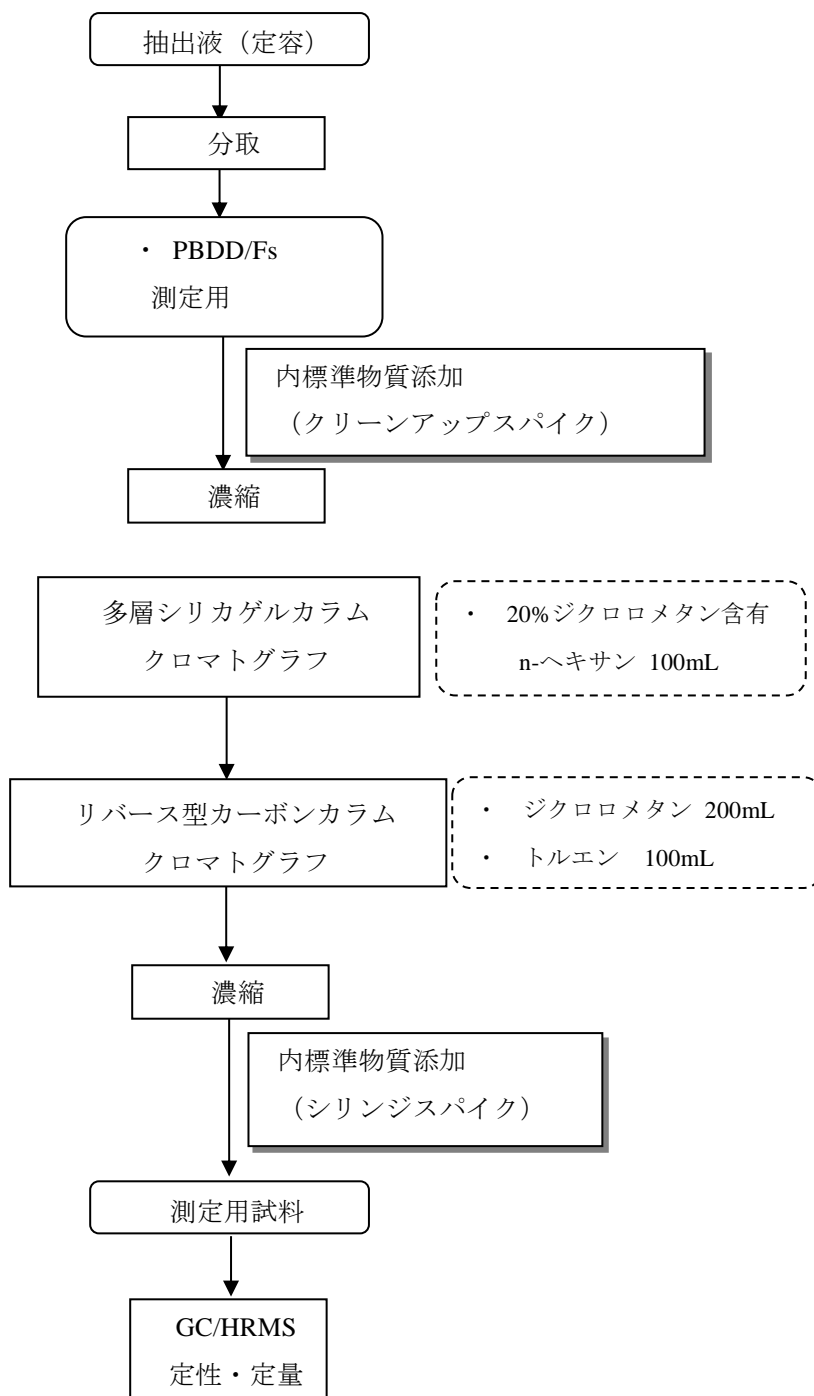 抽出液（定容）
分取
・ PBDD/Fs
測定用
内標準物質添加
（クリーンアップスパイク）
濃縮
多層シリカゲルカラム
クロマトグラフ
・ 20%ジクロロメタン含有
n-ヘキサン 100mL
リバース型カーボンカラム
クロマトグラフ
・ ジクロロメタン 200mL
・ トルエン 100mL
濃縮
内標準物質添加
（シリンジスパイク）
測定用試料
GC/HRMS
定性・定量